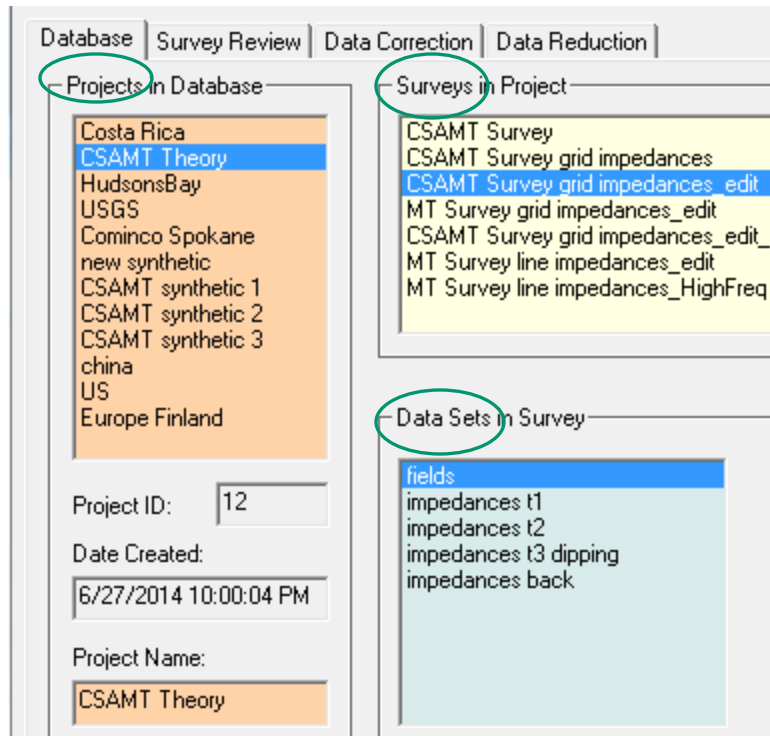 Database
Survey Review
Data Correction
Data Reduction
Projects in Database
Costa Rica
CSAMT Theory
HudsonsBay
USGS
Cominco Spokane
new synthetic
CSAMT synthetic 1
CSAMT synthetic 2
CSAMT synthetic 3
china
US
Europe Finland
Project ID:
12
Date Created:
6/27/2014 10:00:04 PM
Project Name:
CSAMT Theory
Surveys in Project
CSAMT Survey
CSAMT Survey grid impedances
CSAMT Survey grid impedances_edit
MT Survey grid impedances_edit
CSAMT Survey grid impedances_edit_
MT Survey line impedances_edit
MT Survey line impedances_HighFreq
Data Sets in Survey
fields
impedances t1
impedances t2
impedances t3 dipping
impedances back